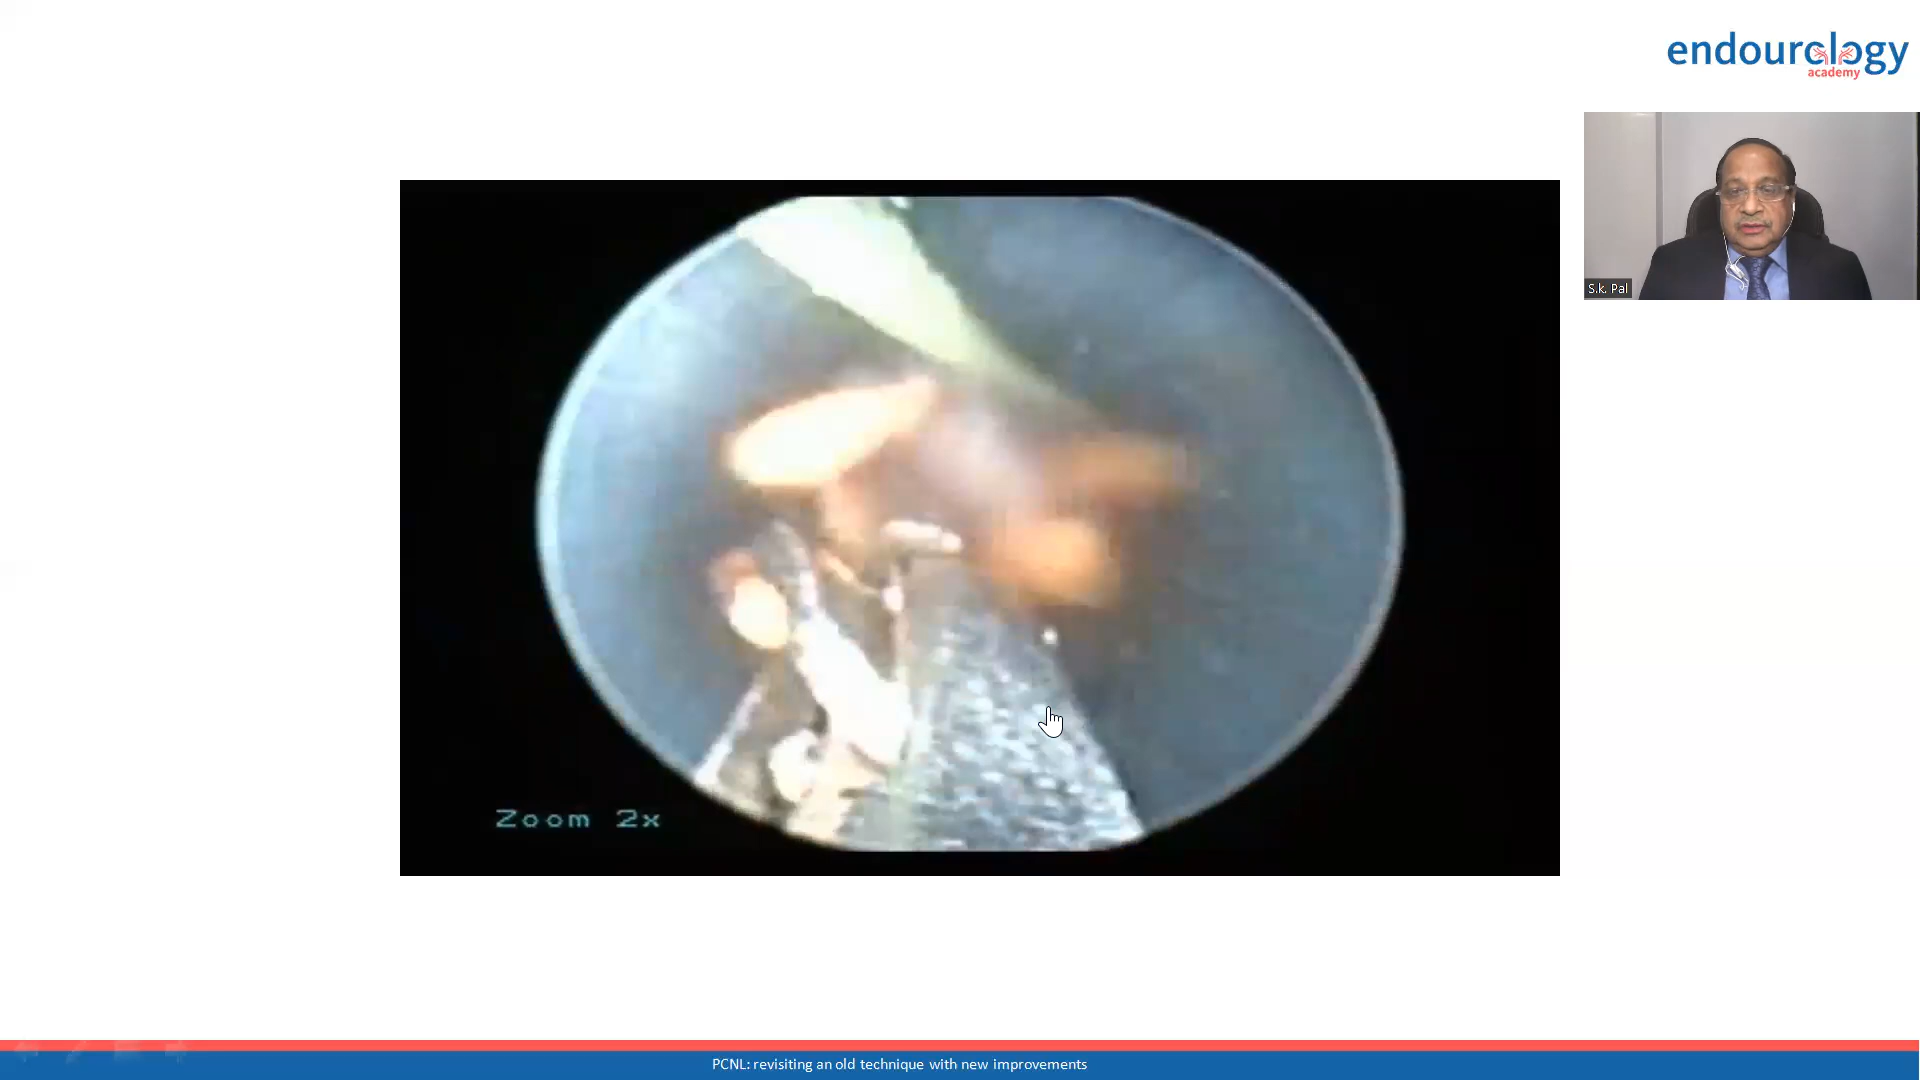 endourology
academy
S.k. Pal
Zoom 2x
PCNL: revisiting an old technique with new improvements